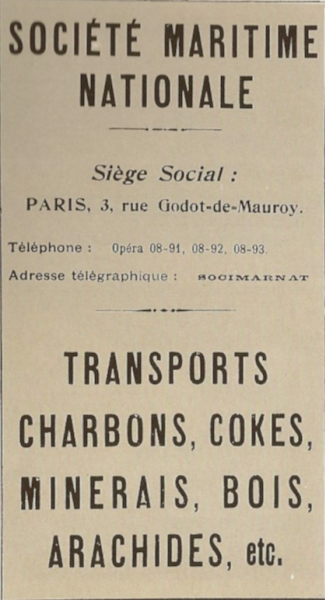 SOCIÉTÉ MARITIME
NATIONALE
Siège Social :
PARIS, 3, rue Godot-de-Mauroy.
Téléphone : Opéra 08-91, 08-92, 08-93.
Adresse télégraphique : SOCIMARNAT
TRANSPORTS
CHARBONS, COKES,
MINERAIS, BOIS,
ARACHIDES, etc.